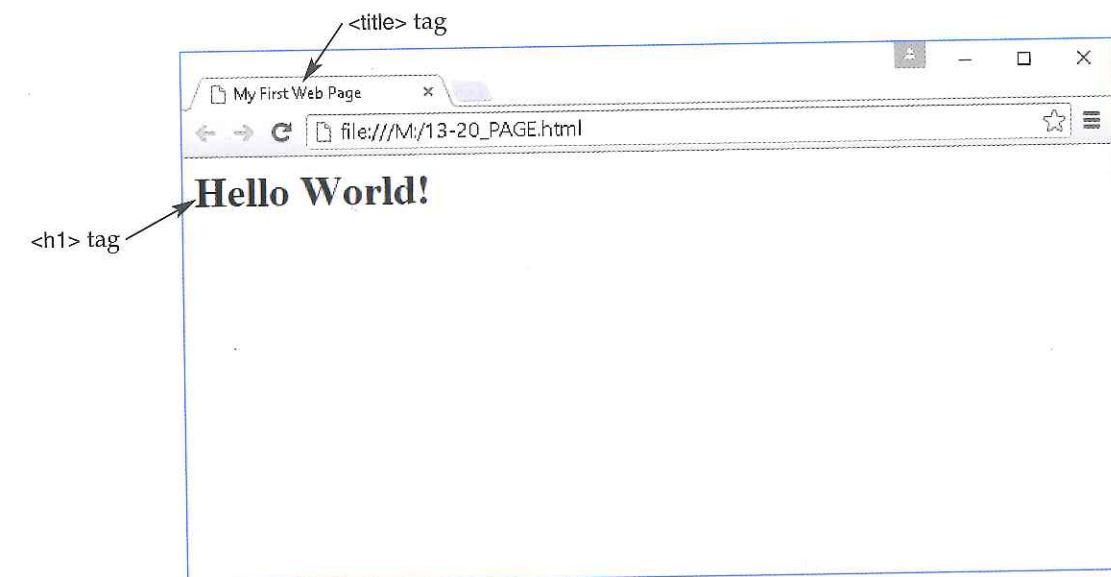 <title> tag
My First Web Page
file:///M:/13-20_PAGE.html
Hello World!
<h1> tag